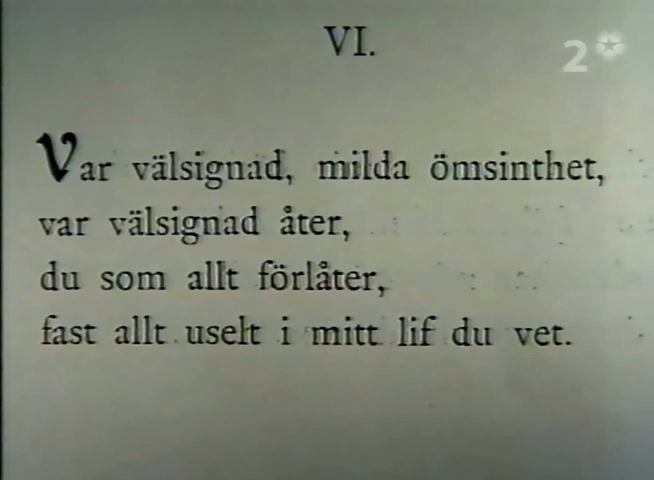 VI.
2
Var välsignad, milda ömsinthet,
var välsignad åter,
du som allt förlåter,
fast allt uselt i mitt lif du vet.